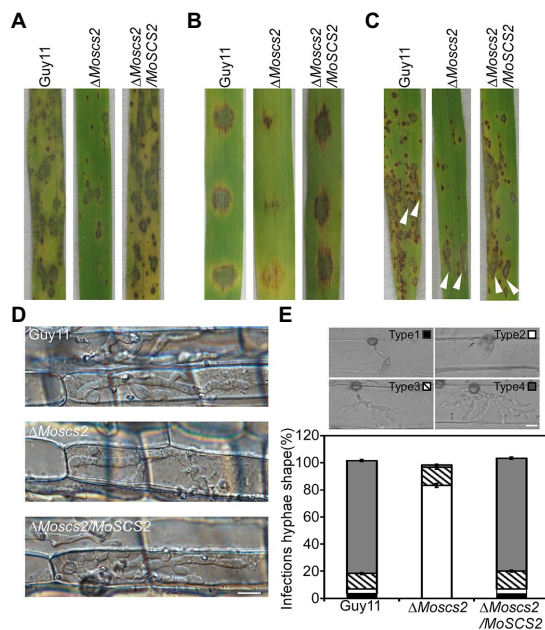 A
B
C
Guy11
ΔMoscs2
ΔMoscs2
/MoSCS2
Guy11
ΔMoscs2
ΔMoscs2
/MoSCS2
Guy11
ΔMoscs2
ΔMoscs2
/MoSCS2
D
Guy11
ΔMoscs2
ΔMoscs2/MoSCS2
E
Type1
Type2
Type3
Type4
Infections hyphae shape(%)
120
100
80
60
40
20
0
Guy11
ΔMoscs2
ΔMoscs2
/MoSCS2